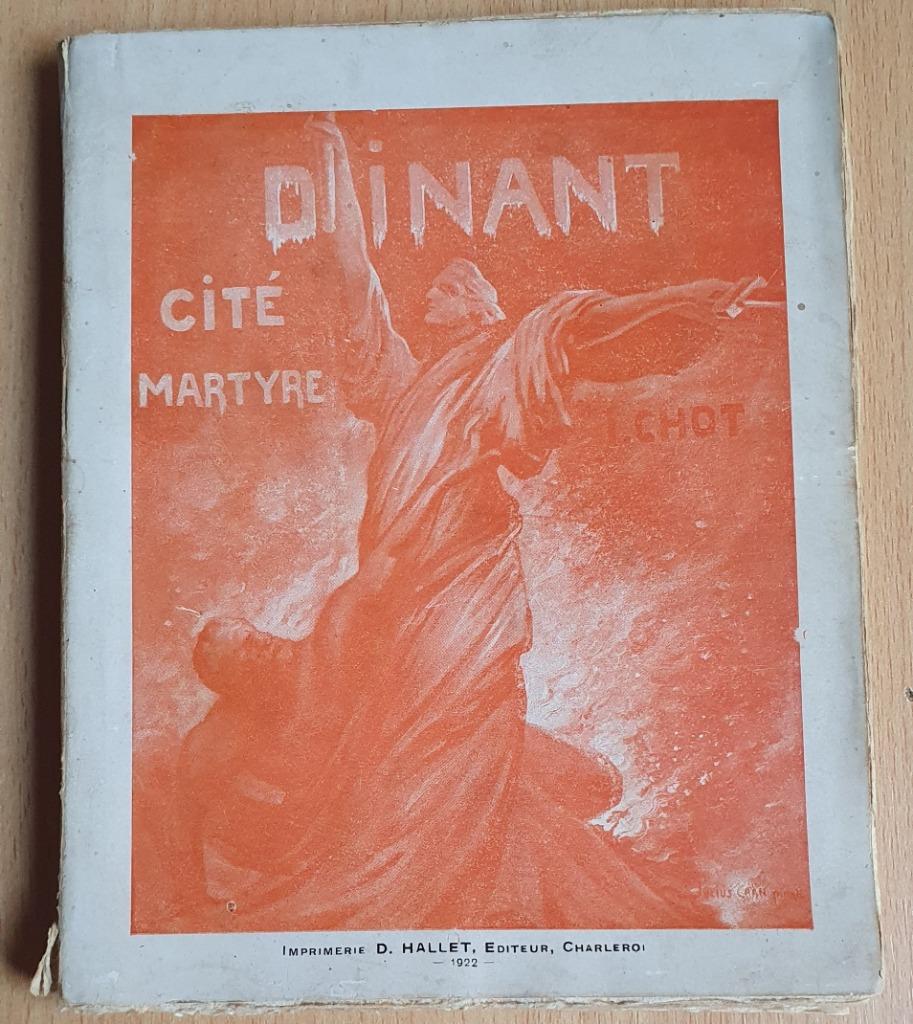 DiNANT
CiTÉ
MARTYRE
CHOT
IMPRIMERIE D. HALLET, EDITEUR, CHARLEROI
— 1922 —